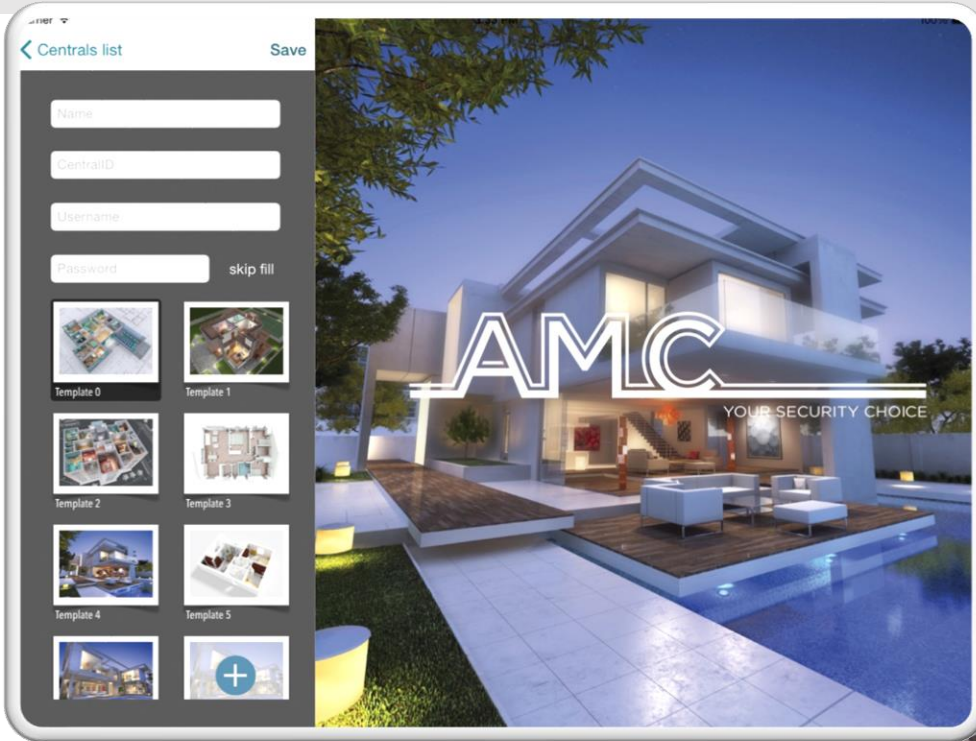 Centrals list
Save
Name
CentralID
Username
Password
skip fill
Template 0
Template 1
Template 2
Template 3
Template 4
Template 5
AMC
YOUR SECURITY CHOICE